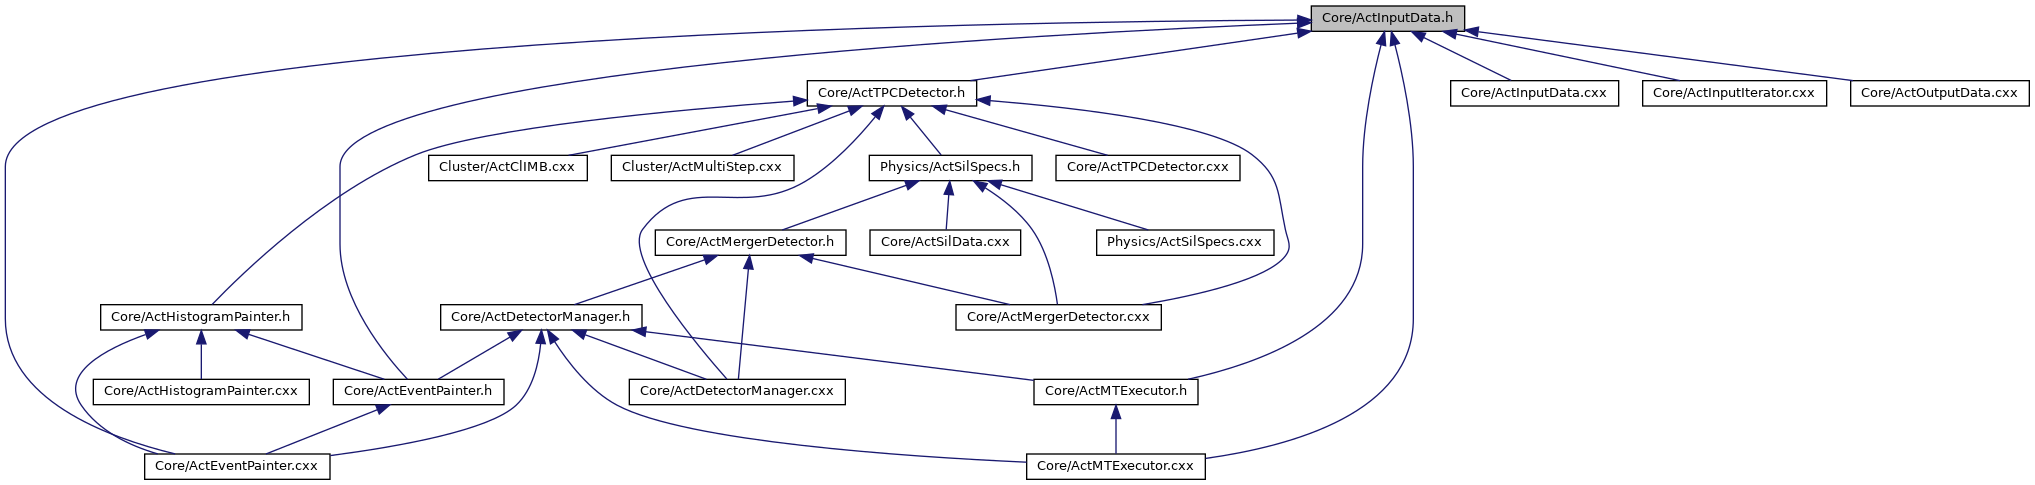 Core/ActInputData.h
Core/ActTPCDetector.h
Core/ActInputData.cxx
Core/ActInputIterator.cxx
Core/ActOutputData.cxx
Cluster/ActClIMB.cxx
Cluster/ActMultiStep.cxx
Physics/ActSilSpecs.h
Core/ActTPCDetector.cxx
Core/ActMergerDetector.h
Core/ActSilData.cxx
Physics/ActSilSpecs.cxx
Core/ActHistogramPainter.h
Core/ActDetectorManager.h
Core/ActMergerDetector.cxx
Core/ActHistogramPainter.cxx
Core/ActEventPainter.h
Core/ActDetectorManager.cxx
Core/ActMTExecutor.h
Core/ActEventPainter.cxx
Core/ActMTExecutor.cxx